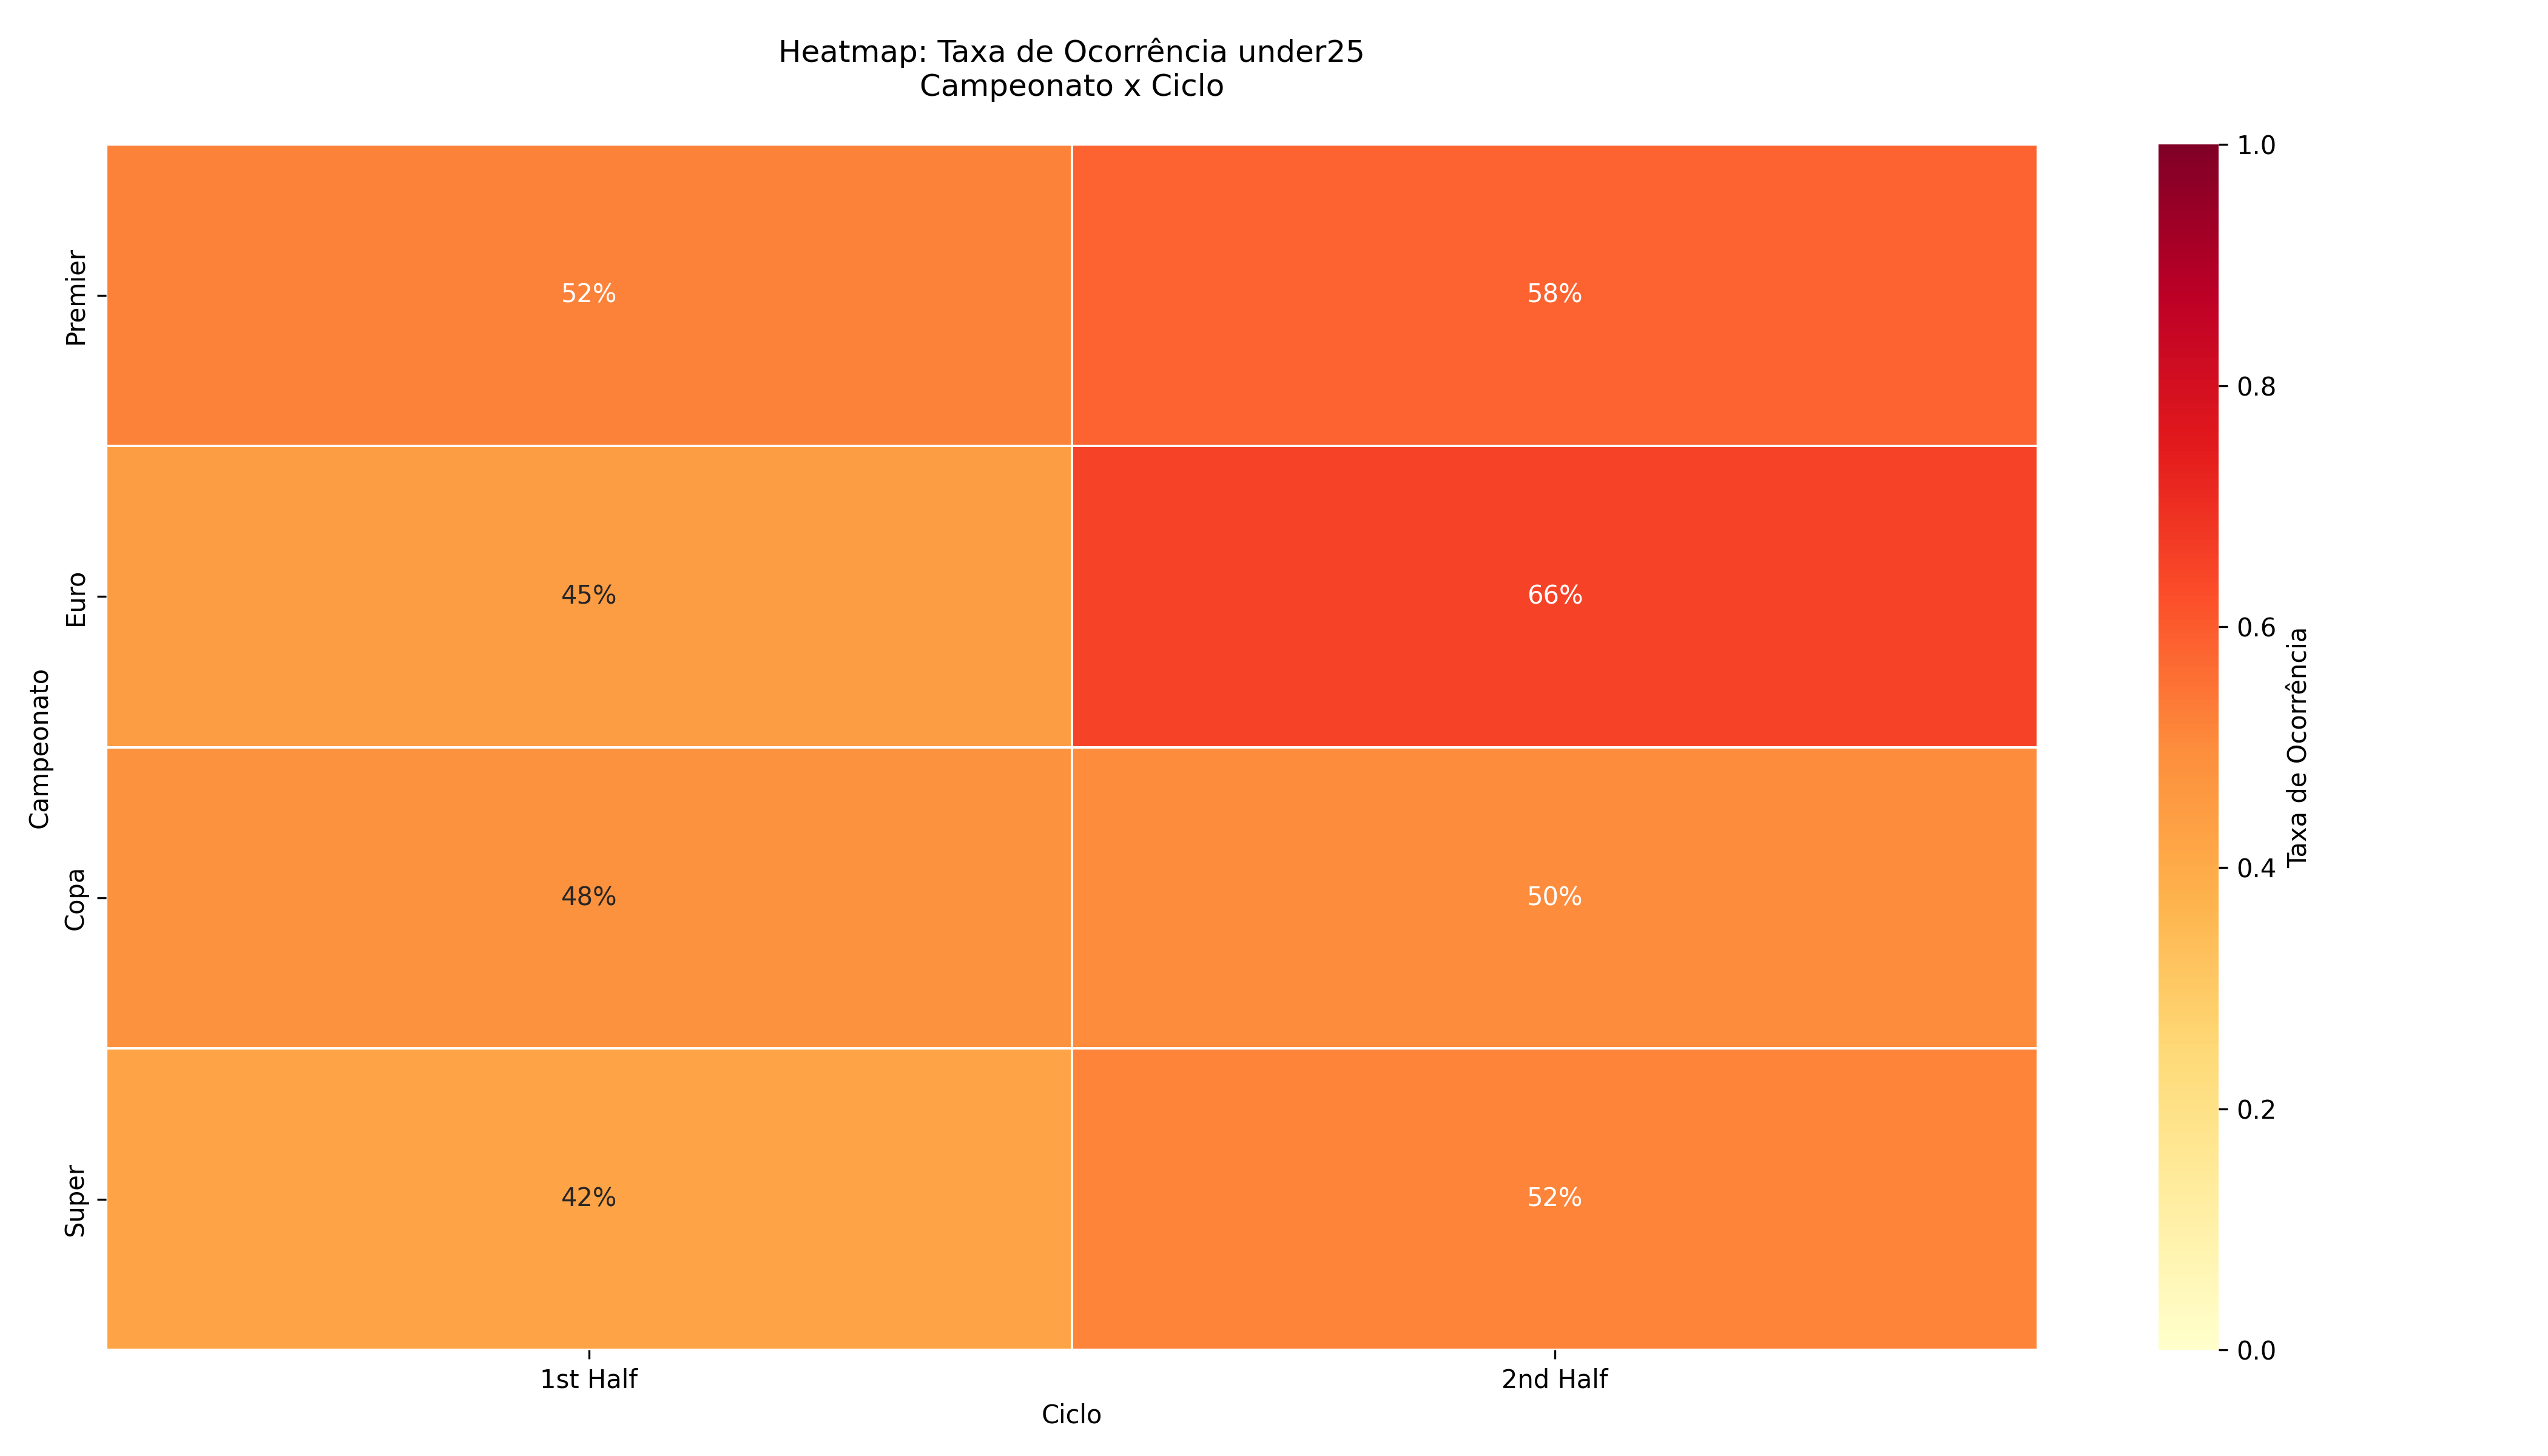 Heatmap: Taxa de Ocorrência under25
Campeonato x Ciclo
Campeonato
Premier
52%
58%
Euro
45%
66%
Copa
48%
50%
Super
42%
52%
1st Half
2nd Half
Ciclo
1.0
0.8
0.6
0.4
0.2
0.0
Taxa de Ocorrência